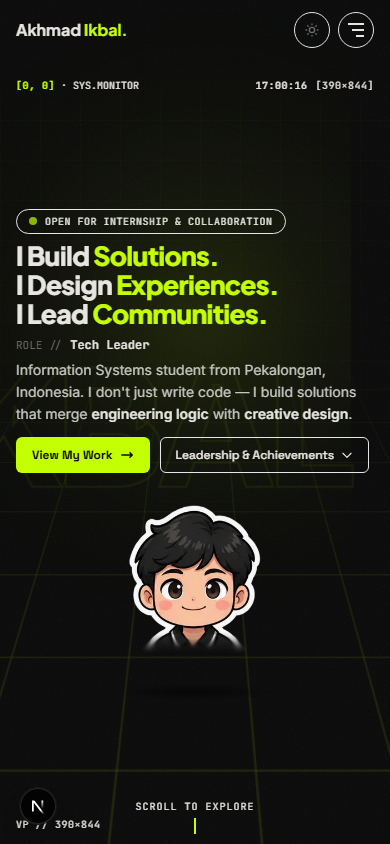 Akhmad Ikbal.
[0, 0] · SYS.MONITOR
17:00:16 [390×844]
OPEN FOR INTERNSHIP & COLLABORATION
I Build Solutions.
I Design Experiences.
I Lead Communities.
ROLE // Tech Leader
Information Systems student from Pekalongan,
Indonesia. I don't just write code — I build solutions
that merge engineering logic with creative design.
View My Work →
Leadership & Achievements
SCROLL TO EXPLORE
N
VP // 390×844